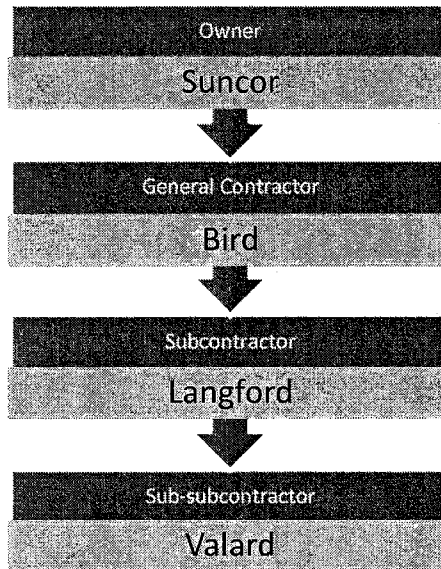 Owner
Suncor
General Contractor
Bird
Subcontractor
Langford
Sub-subcontractor
Valard